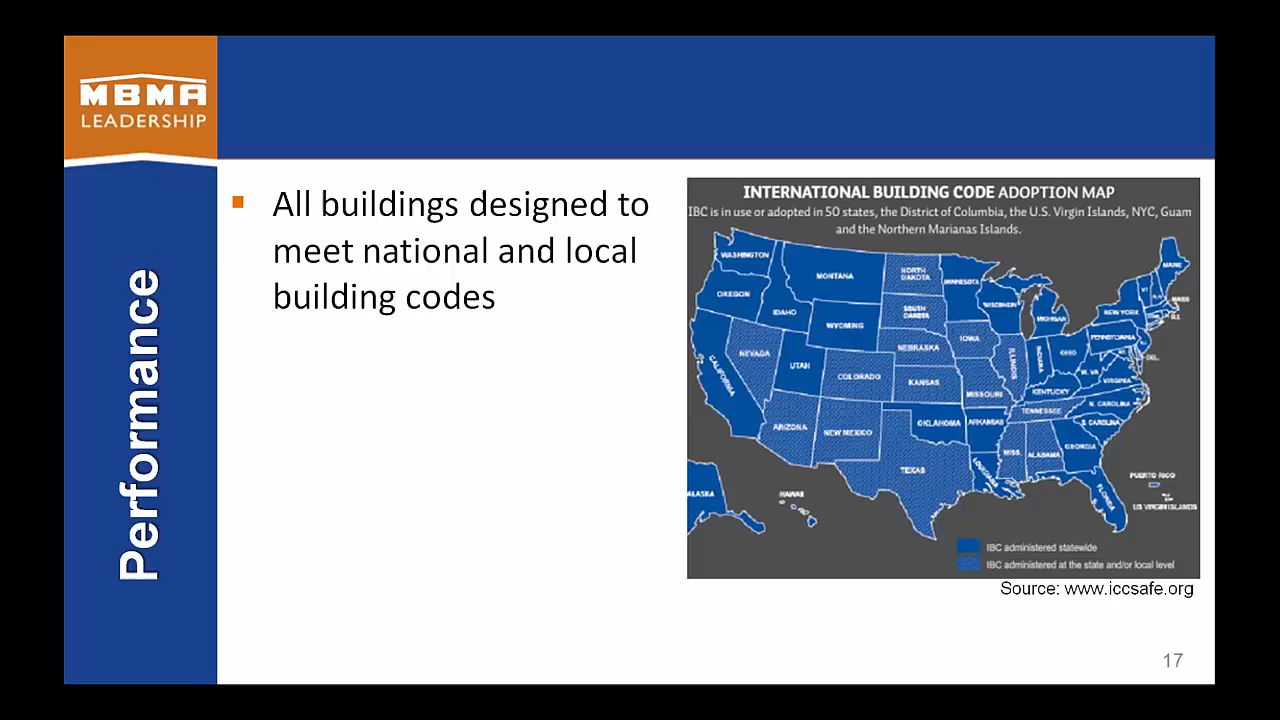 MBMA
LEADERSHIP
Performance
All buildings designed to
meet national and local
building codes
INTERNATIONAL BUILDING CODE ADOPTION MAP
IBC is in use or adopted in 50 states, the District of Columbia, the U.S. Virgin Islands, NYC, Guam
and the Northern Marianas Islands.
WASHINGTON
MONTANA
NORTH
DAKOTA
MINNESOTA
MAINE
OREGON
IDAHO
WYOMING
SOUTH
DAKOTA
WISCONSIN
MICHIGAN
NEW YORK
VT
MASS
R.I.
NEVADA
UTAH
COLORADO
NEBRASKA
IOWA
ILLINOIS
INDIANA
OHIO
PENNSYLVANIA
DEL.
CALIFORNIA
KANSAS
MISSOURI
KENTUCKY
W. VA
VIRGINIA
ARIZONA
NEW MEXICO
OKLAHOMA
ARKANSAS
TENNESSEE
N. CAROLINA
S. CAROLINA
TEXAS
LOUISIANA
MISS.
ALABAMA
GEORGIA
FLORIDA
ALASKA
HAWAII
PUERTO RICO
US VIRGIN ISLANDS
IBC administered statewide
IBC administered at the state and/or local level
Source: www.iccsafe.org
17